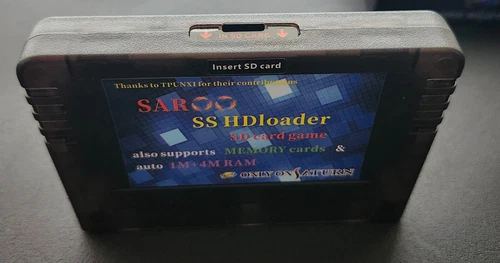 Insert SD card
Thanks to TPUNXI for their contributions
SAROO
SS HDloader
SD card game
also supports MEMORY cards &
auto 1M+4M RAM
ONLY ON SATURN